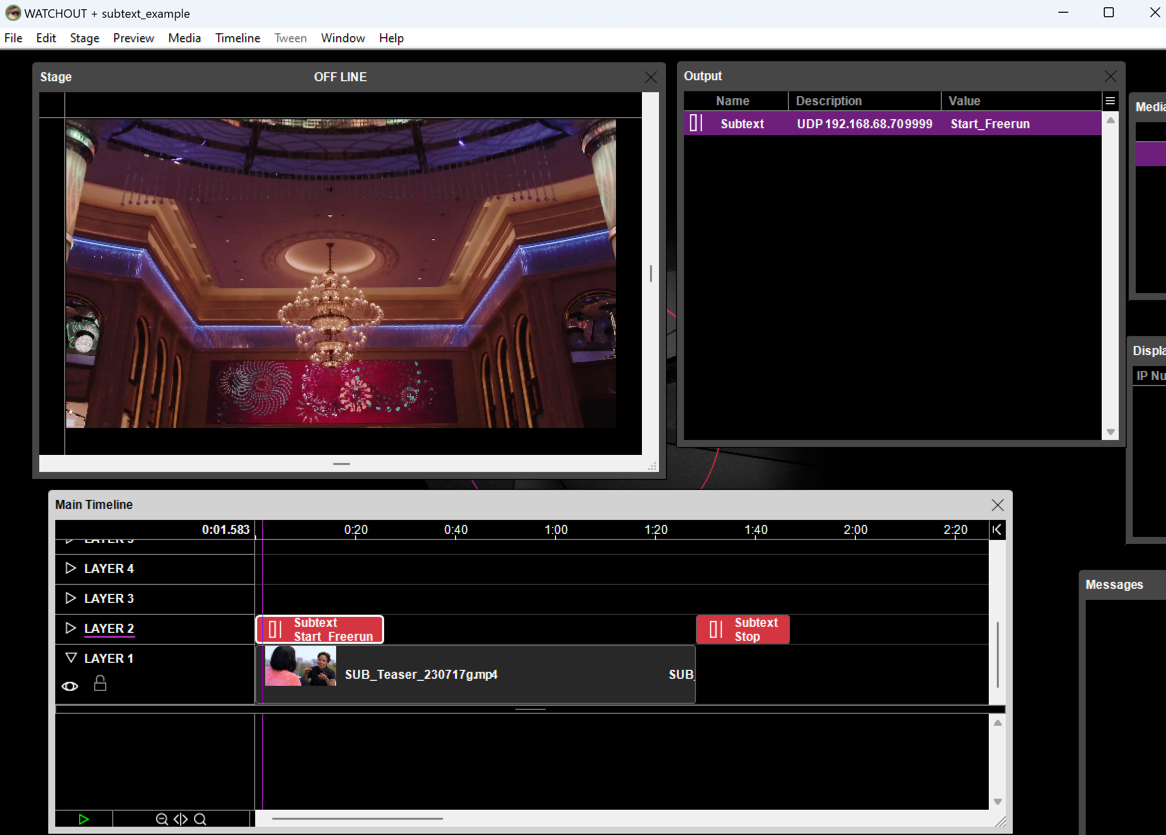 WATCHOUT + subtext_example
File Edit Stage Preview Media Timeline Tween Window Help
Stage
OFF LINE
Output
Name Description Value
Subtext UDP 192.168.68.709999 Start_Freerun
Media
Displa
IP Nu
Main Timeline
0:01.583 0:20 0:40 1:00 1:20 1:40 2:00 2:20
LAYER 5
LAYER 4
LAYER 3
LAYER 2
Subtext
Start_Freerun
Subtext
Stop
LAYER 1
SUB_Teaser_230717g.mp4
SUB_
Messages